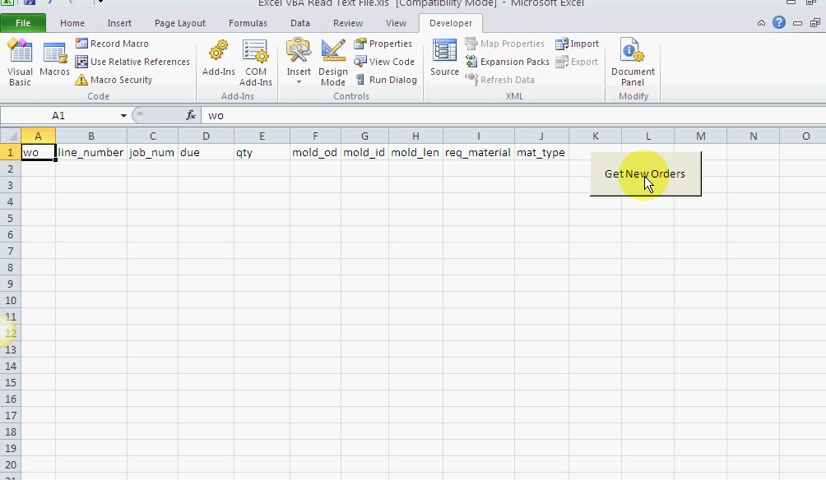 Excel VBA Read Text File.xls [Compatibility Mode] - Microsoft Excel
File Home Insert Page Layout Formulas Data Review View Developer
Visual Basic
Macros
Record Macro
Use Relative References
Macro Security
Code
Add-Ins
COM Add-Ins
Add-Ins
Insert
Design Mode
Properties
View Code
Run Dialog
Controls
Source
Map Properties
Expansion Packs
Refresh Data
Import
Export
XML
Document Panel
Modify
A1 fx wo
A B C D E F G H I J K L M N O
1 wo line_number job_num due qty mold_od mold_id mold_len req_material mat_type
Get New Orders
2
3
4
5
6
7
8
9
10
11
12
13
14
15
16
17
18
19
20
21